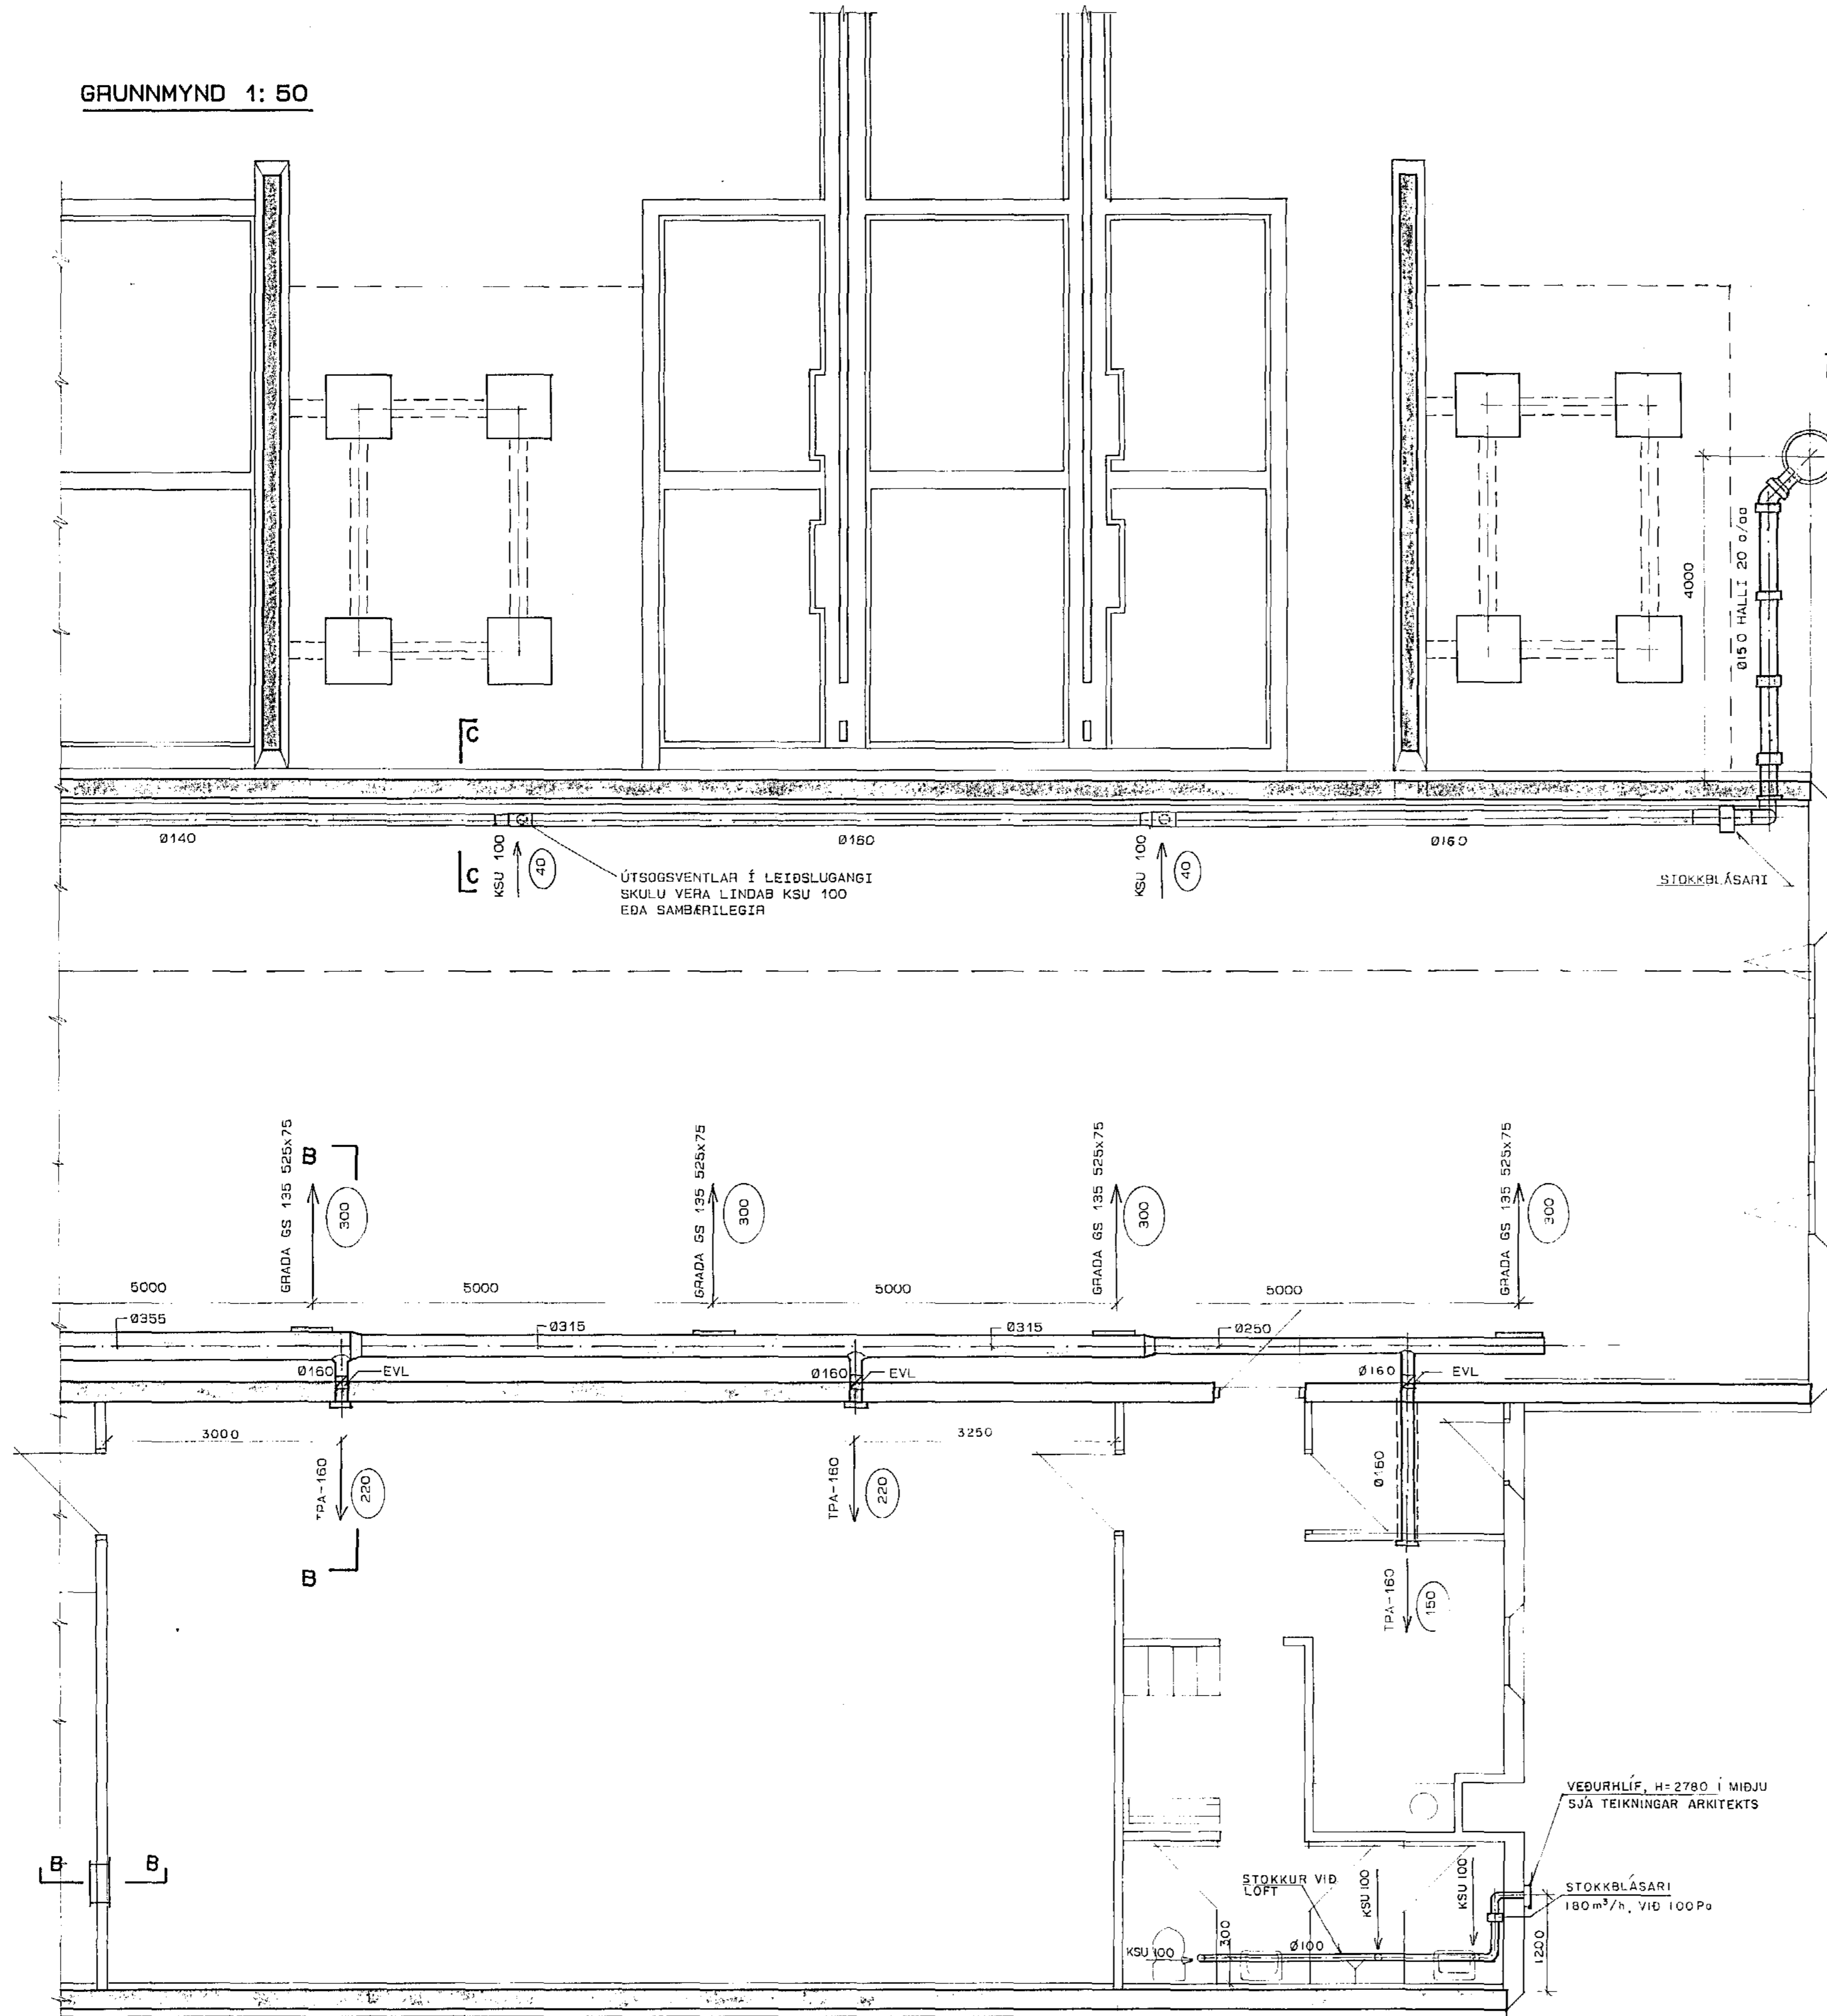 GRUNNMYND 1:50
4000
Ø150 HALLI 20 o/oo
C
C
Ø140
KSU 100
40
ÚTSOGSVENTLAR Í LEIÐSLUGANGI
SKULU VERA LINDAB KSU 100
EÐA SAMBÆRILEGIR
Ø160
KSU 100
40
Ø160
STOKKBLÁSARI
B
GRADA GS 135 525x75
300
GRADA GS 135 525x75
300
GRADA GS 135 525x75
300
GRADA GS 135 525x75
300
5000
5000
5000
5000
Ø355
Ø315
Ø315
Ø250
Ø160
EVL
Ø160
EVL
Ø160
EVL
3000
3250
TPA-160
220
TPA-160
220
Ø160
B
TPA-160
150
VEÐURHLÍF, H=2780 Í MIÐJU
SJÁ TEIKNINGAR ARKITEKTS
B
B
STOKKUR VIÐ
LOFT
KSU 100
KSU 100
STOKKBLÁSARI
180 m³/h, VIÐ 100 Pa
KSU 100
300
Ø100
1200